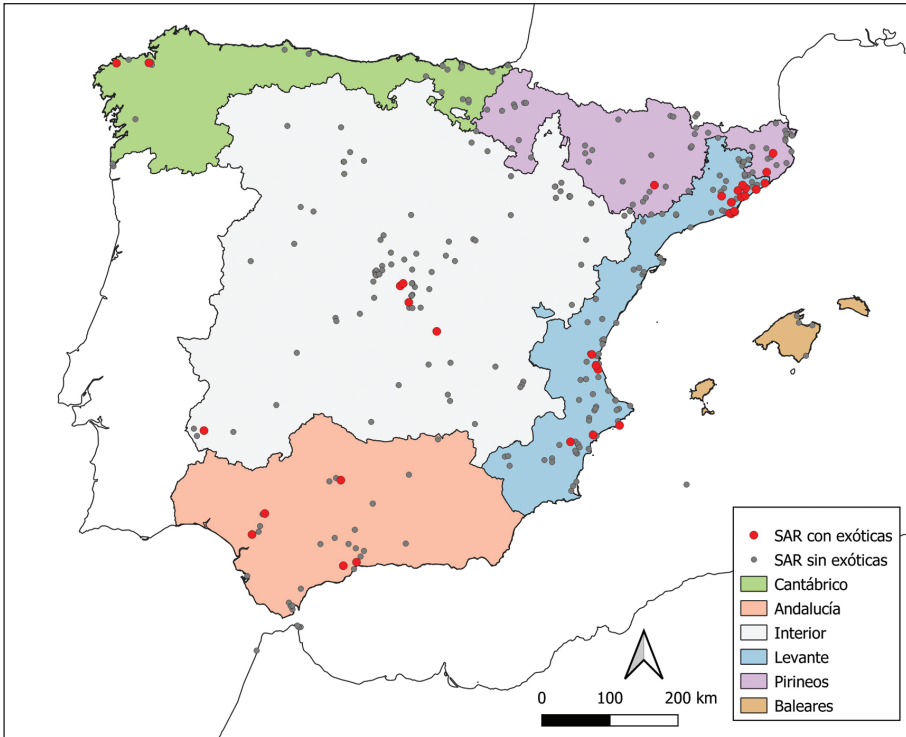 SAR con exóticas
SAR sin exóticas
Cantábrico
Andalucía
Interior
Levante
Pirineos
Baleares
0 100 200 km